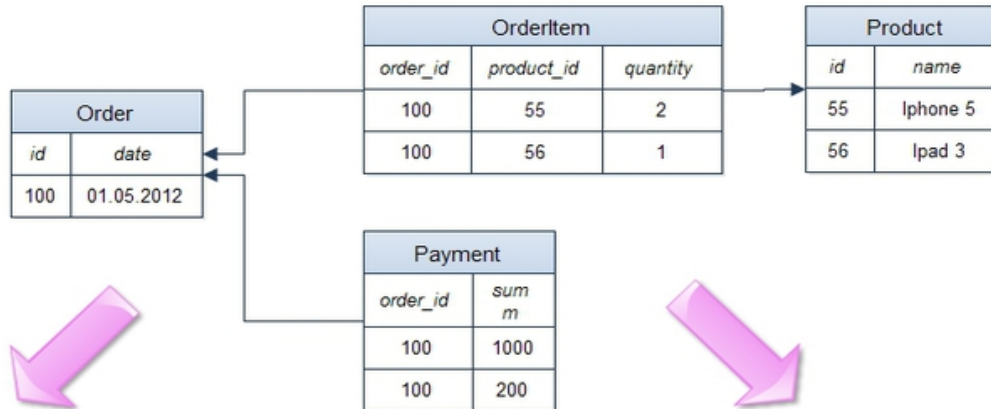 OrderItem
order_id product_id quantity
100 55 2
100 56 1
Product
id name
55 Iphone 5
56 Ipad 3
Order
id date
100 01.05.2012
Payment
order_id sum
m
100 1000
100 200